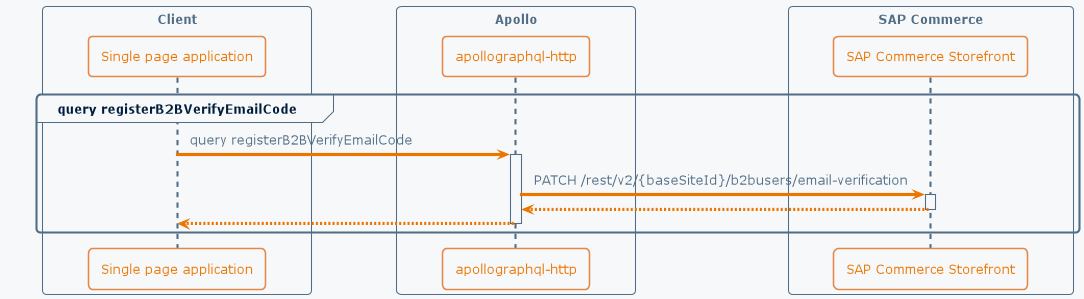 Client
Apollo
SAP Commerce
Single page application
apollographql-http
SAP Commerce Storefront
query registerB2BVerifyEmailCode
query registerB2BVerifyEmailCode
PATCH /rest/v2/{baseSiteId}/b2busers/email-verification
Single page application
apollographql-http
SAP Commerce Storefront